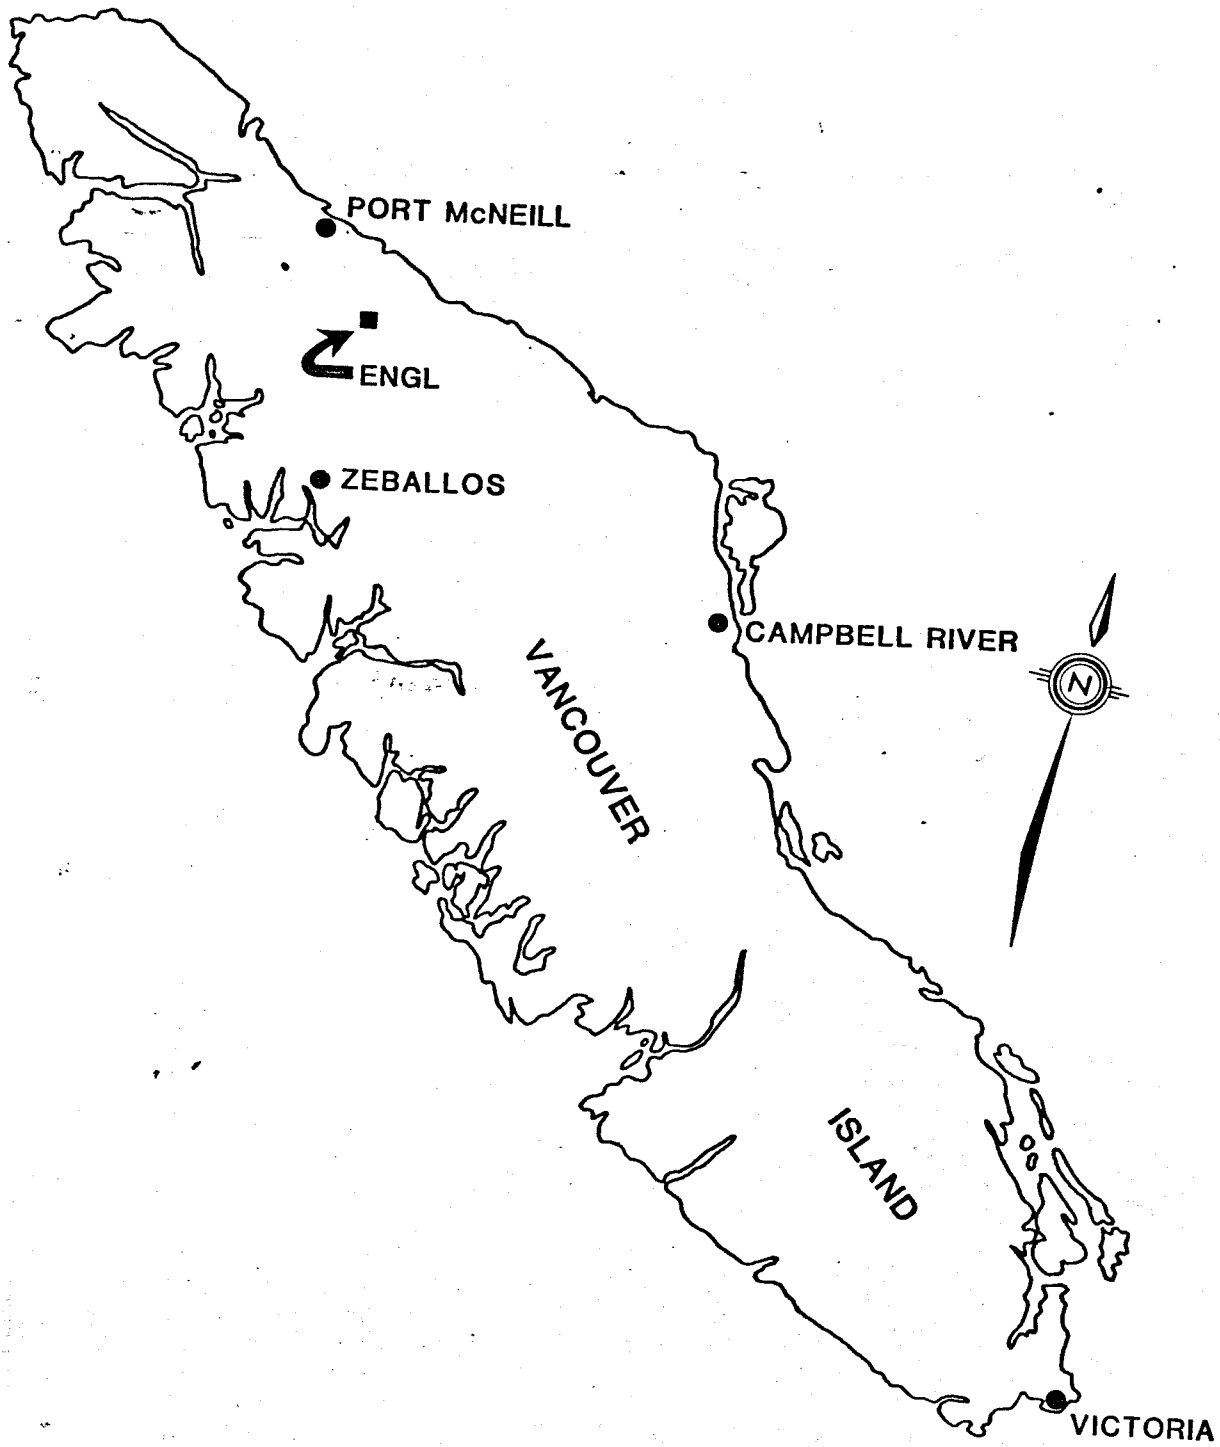 PORT McNEILL
ENGL
ZEBALLOS
CAMPBELL RIVER
N
VANCOUVER
ISLAND
VICTORIA